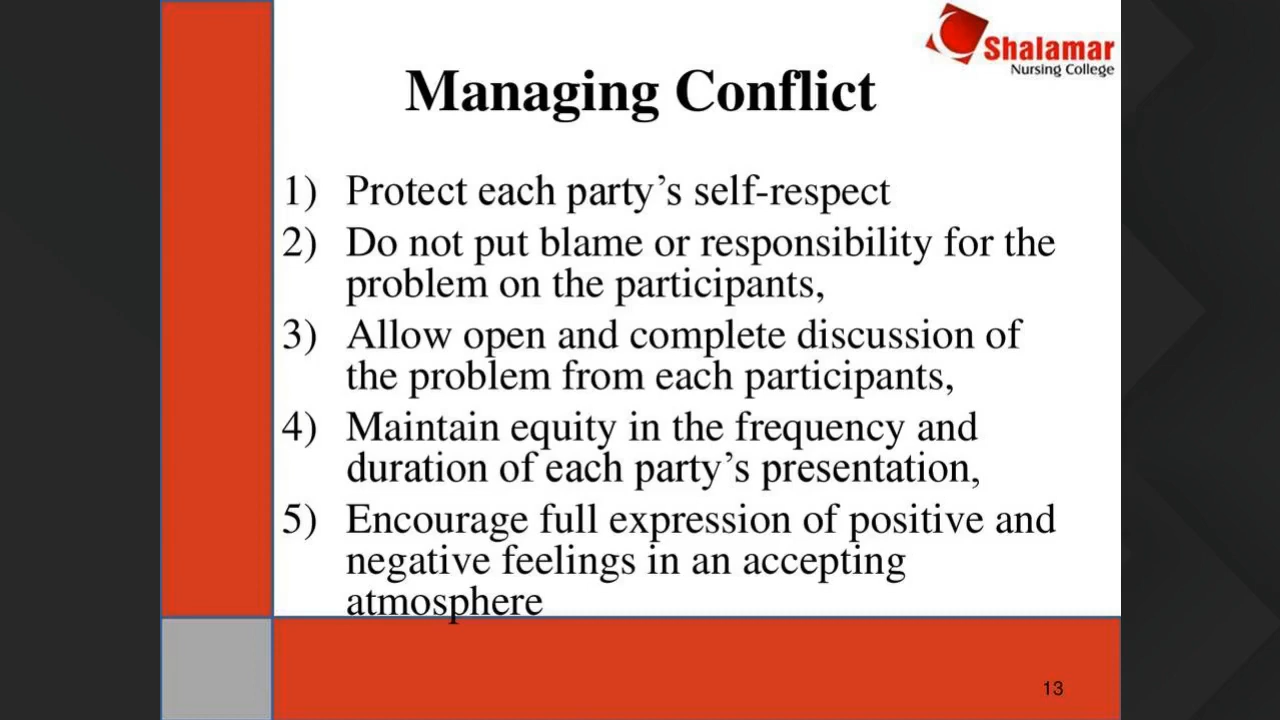 Shalamar
Nursing College
Managing Conflict
1) Protect each party’s self-respect
2) Do not put blame or responsibility for the
problem on the participants,
3) Allow open and complete discussion of
the problem from each participants,
4) Maintain equity in the frequency and
duration of each party’s presentation,
5) Encourage full expression of positive and
negative feelings in an accepting
atmosphere
13